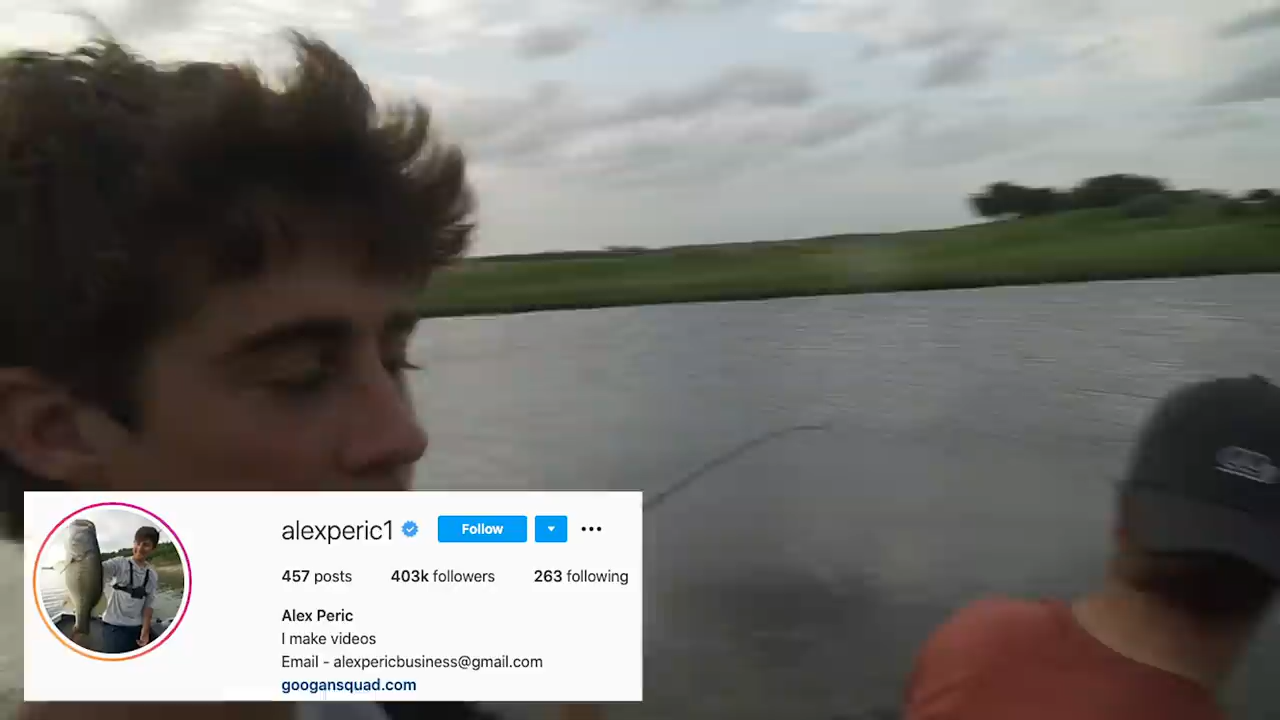 alexperic1 Follow
457 posts 403k followers 263 following
Alex Peric
I make videos
Email - alexpericbusiness@gmail.com
googansquad.com